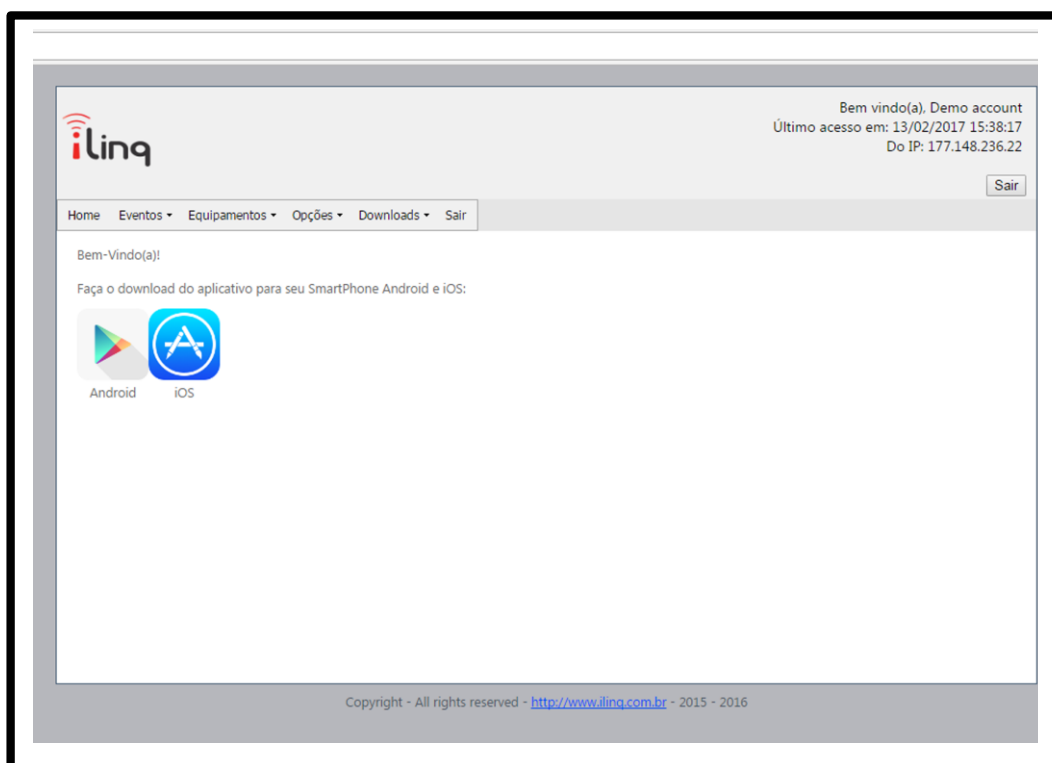 ilinq
Bem vindo(a), Demo account
Último acesso em: 13/02/2017 15:38:17
Do IP: 177.148.236.22
Sair
Home Eventos Equipamentos Opções Downloads Sair
Bem-Vindo(a)!
Faça o download do aplicativo para seu SmartPhone Android e iOS:
Android iOS
Copyright - All rights reserved - http://www.ilinq.com.br - 2015 - 2016